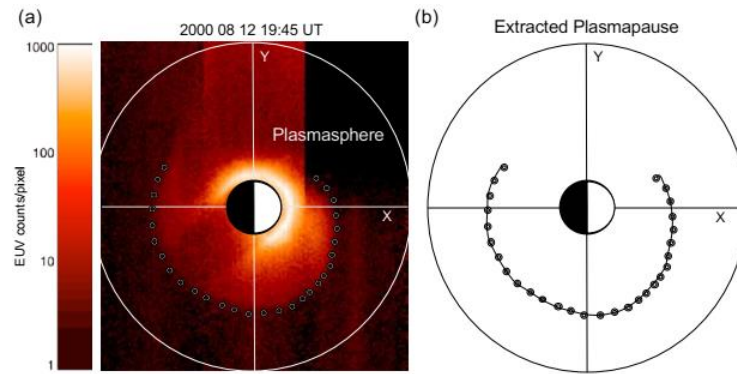 (a)
2000 08 12 19:45 UT
1000
100
10
1
EUV counts/pixel
Y
Plasmasphere
X
(b)
Extracted Plasmapause
Y
X